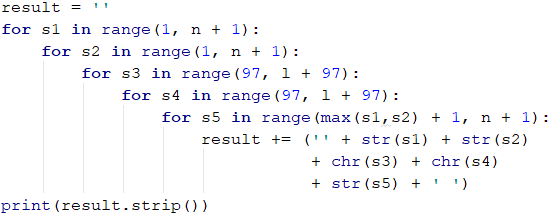 result = ''
for s1 in range(1, n + 1):
    for s2 in range(1, n + 1):
        for s3 in range(97, l + 97):
            for s4 in range(97, l + 97):
                for s5 in range(max(s1,s2) + 1, n + 1):
                    result += ('' + str(s1) + str(s2)
                               + chr(s3) + chr(s4)
                               + str(s5) + ' ')
print(result.strip())